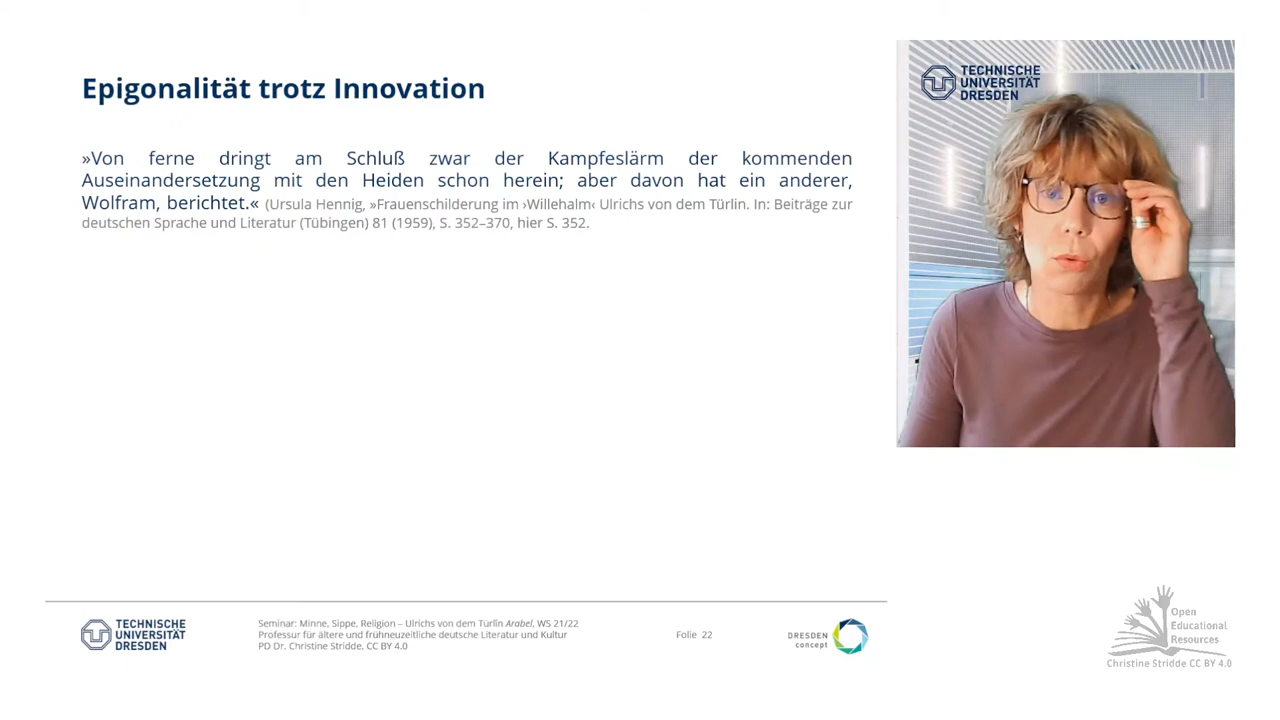 Epigonalität trotz Innovation
»Von ferne dringt am Schluß zwar der Kampfeslärm der kommenden
Auseinandersetzung mit den Heiden schon herein; aber davon hat ein anderer,
Wolfram, berichtet.« (Ursula Hennig, »Frauenschilderung im ›Willehalm‹ Ulrichs von dem Türlin. In: Beiträge zur
deutschen Sprache und Literatur (Tübingen) 81 (1959), S. 352–370, hier S. 352.
TECHNISCHE
UNIVERSITÄT
DRESDEN
TECHNISCHE
UNIVERSITÄT
DRESDEN
Seminar: Minne, Sippe, Religion – Ulrichs von dem Türlin Arabel, WS 21/22
Professur für ältere und frühneuzeitliche deutsche Literatur und Kultur
PD Dr. Christine Stridde, CC BY 4.0
Folie 22
DRESDEN
concept
Open
Educational
Resources
Christine Stridde CC BY 4.0